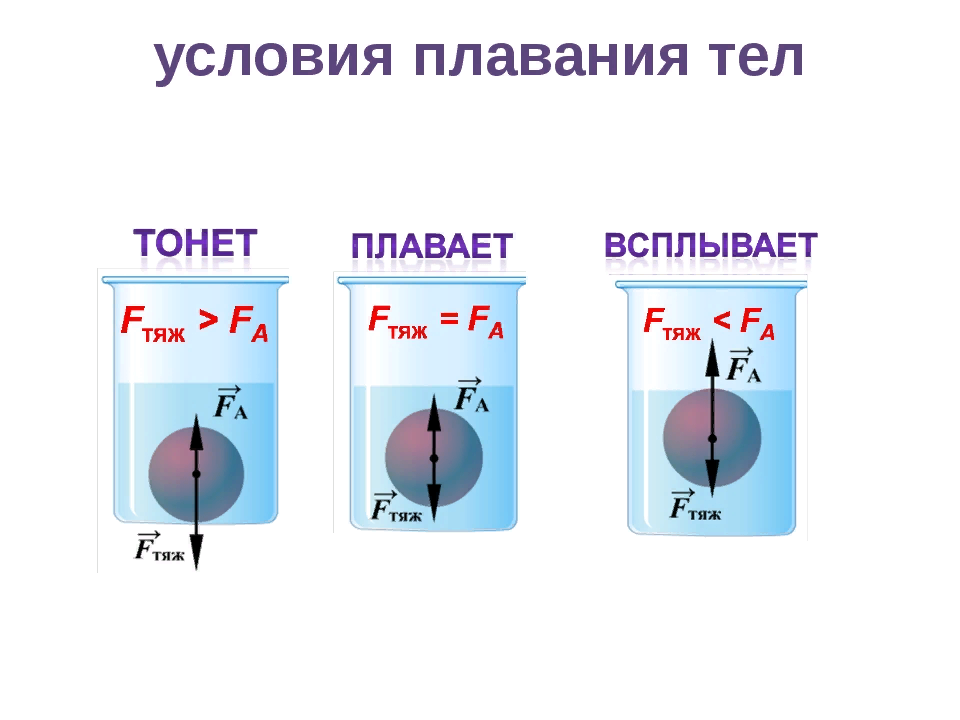 условия плавания тел
ТОНЕТ
Fтяж > FA
FA
Fтяж
ПЛАВАЕТ
Fтяж = FA
FA
Fтяж
ВСПЛЫВАЕТ
Fтяж < FA
FA
Fтяж